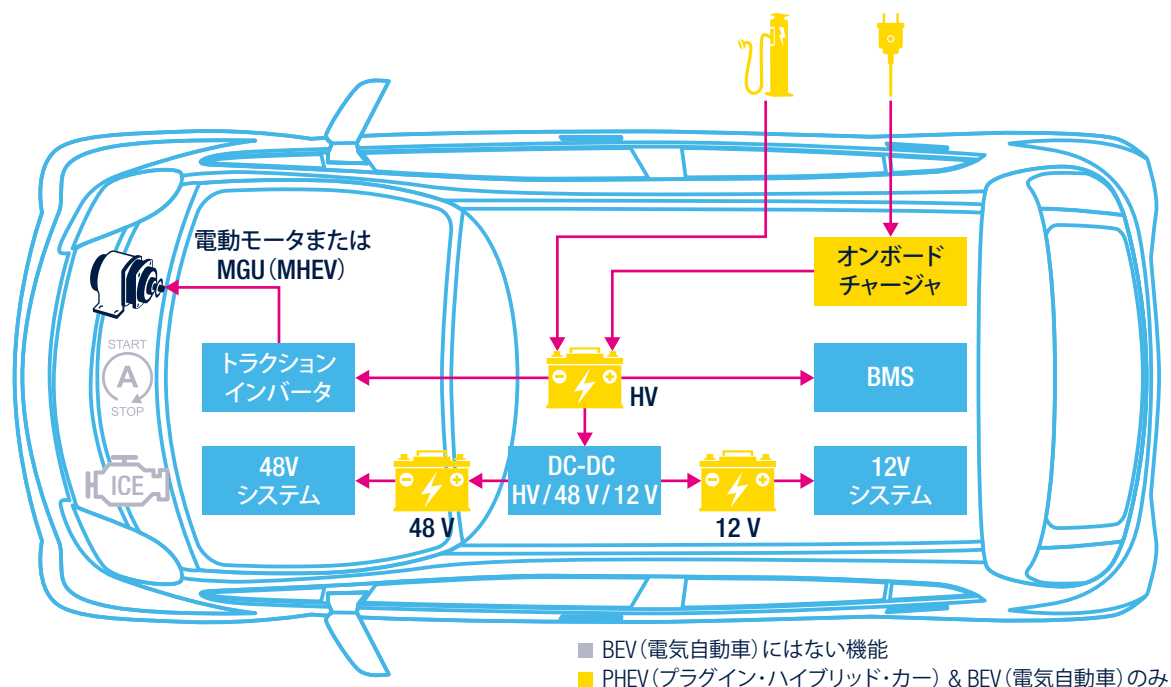 電動モータまたは
MGU(MHEV)
オンボード
チャージャ
START
A
STOP
トラクション
インバータ
HV
BMS
ICE
48V
システム
48 V
DC-DC
HV / 48 V / 12 V
12 V
12V
システム
BEV(電気自動車)にはない機能
PHEV(プラグイン・ハイブリッド・カー) & BEV(電気自動車)のみ